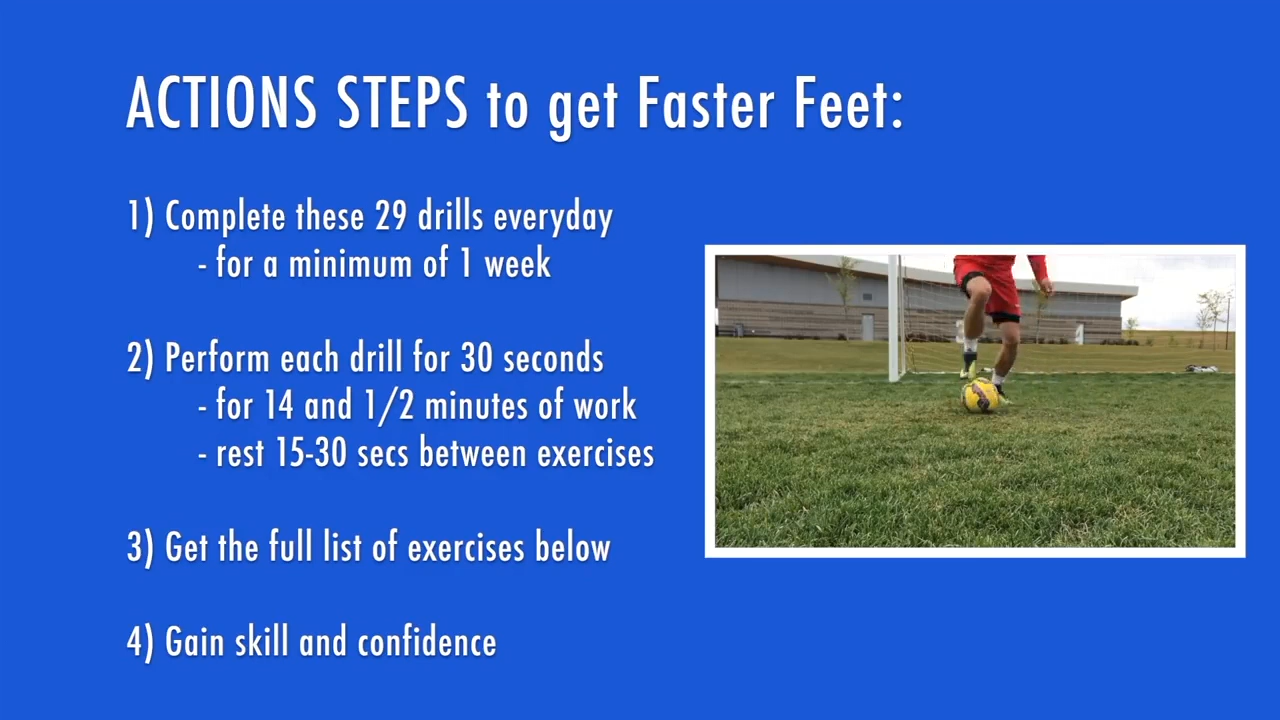 ACTIONS STEPS to get Faster Feet:
1) Complete these 29 drills everyday
- for a minimum of 1 week
2) Perform each drill for 30 seconds
- for 14 and 1/2 minutes of work
- rest 15-30 secs between exercises
3) Get the full list of exercises below
4) Gain skill and confidence